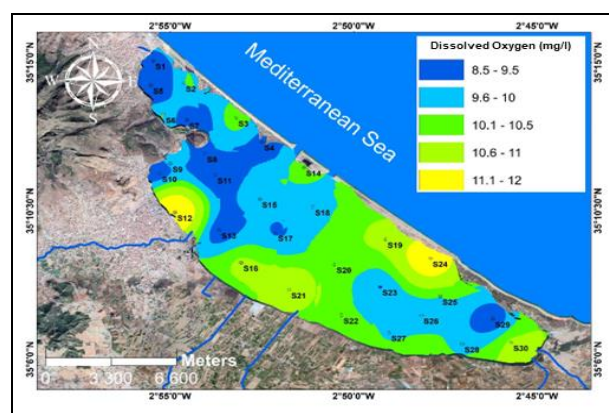 2°55'0"W 2°50'0"W 2°45'0"W
35°15'0"N
35°10'30"N
35°6'0"N
N
W E
S
Mediterranean Sea
Dissolved Oxygen (mg/l)
8.5 - 9.5
9.6 - 10
10.1 - 10.5
10.6 - 11
11.1 - 12
S1
S2
S5
S3
S6
S7
S4
S8
S9
S10
S11
S14
S12
S15
S18
S13
S17
S19
S16
S20
S24
S21
S23
S25
S22
S26
S29
S27
S28
S30
Meters
0 3 300 6 600
35°15'0"N
35°10'30"N
35°6'0"N
2°55'0"W 2°50'0"W 2°45'0"W